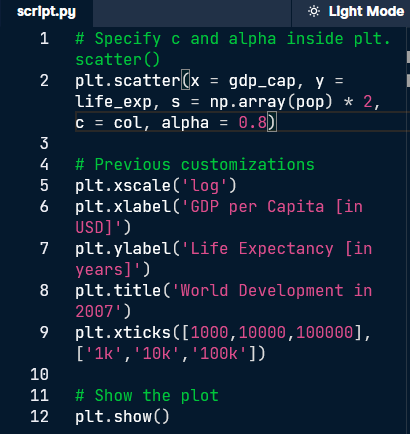 script.py
Light Mode
1 # Specify c and alpha inside plt.
scatter()
2 plt.scatter(x = gdp_cap, y =
life_exp, s = np.array(pop) * 2,
c = col, alpha = 0.8)
3
4 # Previous customizations
5 plt.xscale('log')
6 plt.xlabel('GDP per Capita [in
USD]')
7 plt.ylabel('Life Expectancy [in
years]')
8 plt.title('World Development in
2007')
9 plt.xticks([1000,10000,100000],
['1k','10k','100k'])
10
11 # Show the plot
12 plt.show()